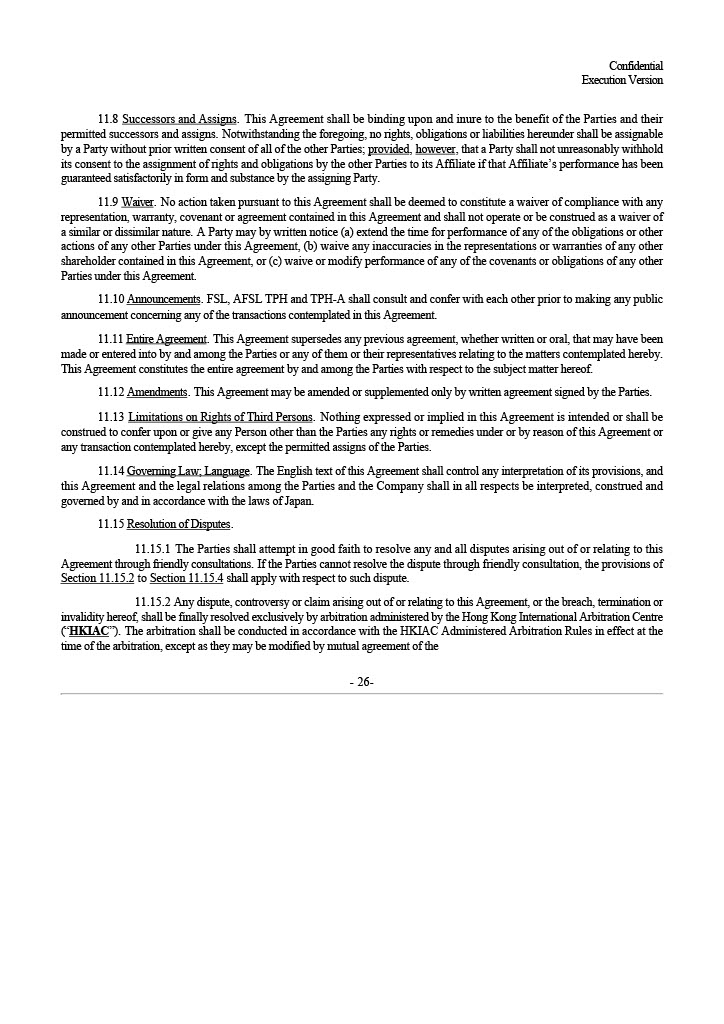 Confidential
Execution Version
11.8 Successors and Assigns. This Agreement shall be binding upon and inure to the benefit of the Parties and their
permitted successors and assigns. Notwithstanding the foregoing, no rights, obligations or liabilities hereunder shall be assignable
by a Party without prior written consent of all of the other Parties; provided, however, that a Party shall not unreasonably withhold
its consent to the assignment of rights and obligations by the other Parties to its Affiliate if that Affiliate’s performance has been
guaranteed satisfactorily in form and substance by the assigning Party.
11.9 Waiver. No action taken pursuant to this Agreement shall be deemed to constitute a waiver of compliance with any
representation, warranty, covenant or agreement contained in this Agreement and shall not operate or be construed as a waiver of
a similar or dissimilar nature. A Party may by written notice (a) extend the time for performance of any of the obligations or other
actions of any other Parties under this Agreement, (b) waive any inaccuracies in the representations or warranties of any other
shareholder contained in this Agreement, or (c) waive or modify performance of any of the covenants or obligations of any other
Parties under this Agreement.
11.10 Announcements. FSL, AFSL TPH and TPH-A shall consult and confer with each other prior to making any public
announcement concerning any of the transactions contemplated in this Agreement.
11.11 Entire Agreement. This Agreement supersedes any previous agreement, whether written or oral, that may have been
made or entered into by and among the Parties or any of them or their representatives relating to the matters contemplated hereby.
This Agreement constitutes the entire agreement by and among the Parties with respect to the subject matter hereof.
11.12 Amendments. This Agreement may be amended or supplemented only by written agreement signed by the Parties.
11.13 Limitations on Rights of Third Persons. Nothing expressed or implied in this Agreement is intended or shall be
construed to confer upon or give any Person other than the Parties any rights or remedies under or by reason of this Agreement or
any transaction contemplated hereby, except the permitted assigns of the Parties.
11.14 Governing Law; Language. The English text of this Agreement shall control any interpretation of its provisions, and
this Agreement and the legal relations among the Parties and the Company shall in all respects be interpreted, construed and
governed by and in accordance with the laws of Japan.
11.15 Resolution of Disputes.
11.15.1 The Parties shall attempt in good faith to resolve any and all disputes arising out of or relating to this
Agreement through friendly consultations. If the Parties cannot resolve the dispute through friendly consultation, the provisions of
Section 11.15.2 to Section 11.15.4 shall apply with respect to such dispute.
11.15.2 Any dispute, controversy or claim arising out of or relating to this Agreement, or the breach, termination or
invalidity hereof, shall be finally resolved exclusively by arbitration administered by the Hong Kong International Arbitration Centre
(“HKIAC”). The arbitration shall be conducted in accordance with the HKIAC Administered Arbitration Rules in effect at the
time of the arbitration, except as they may be modified by mutual agreement of the
- 26-